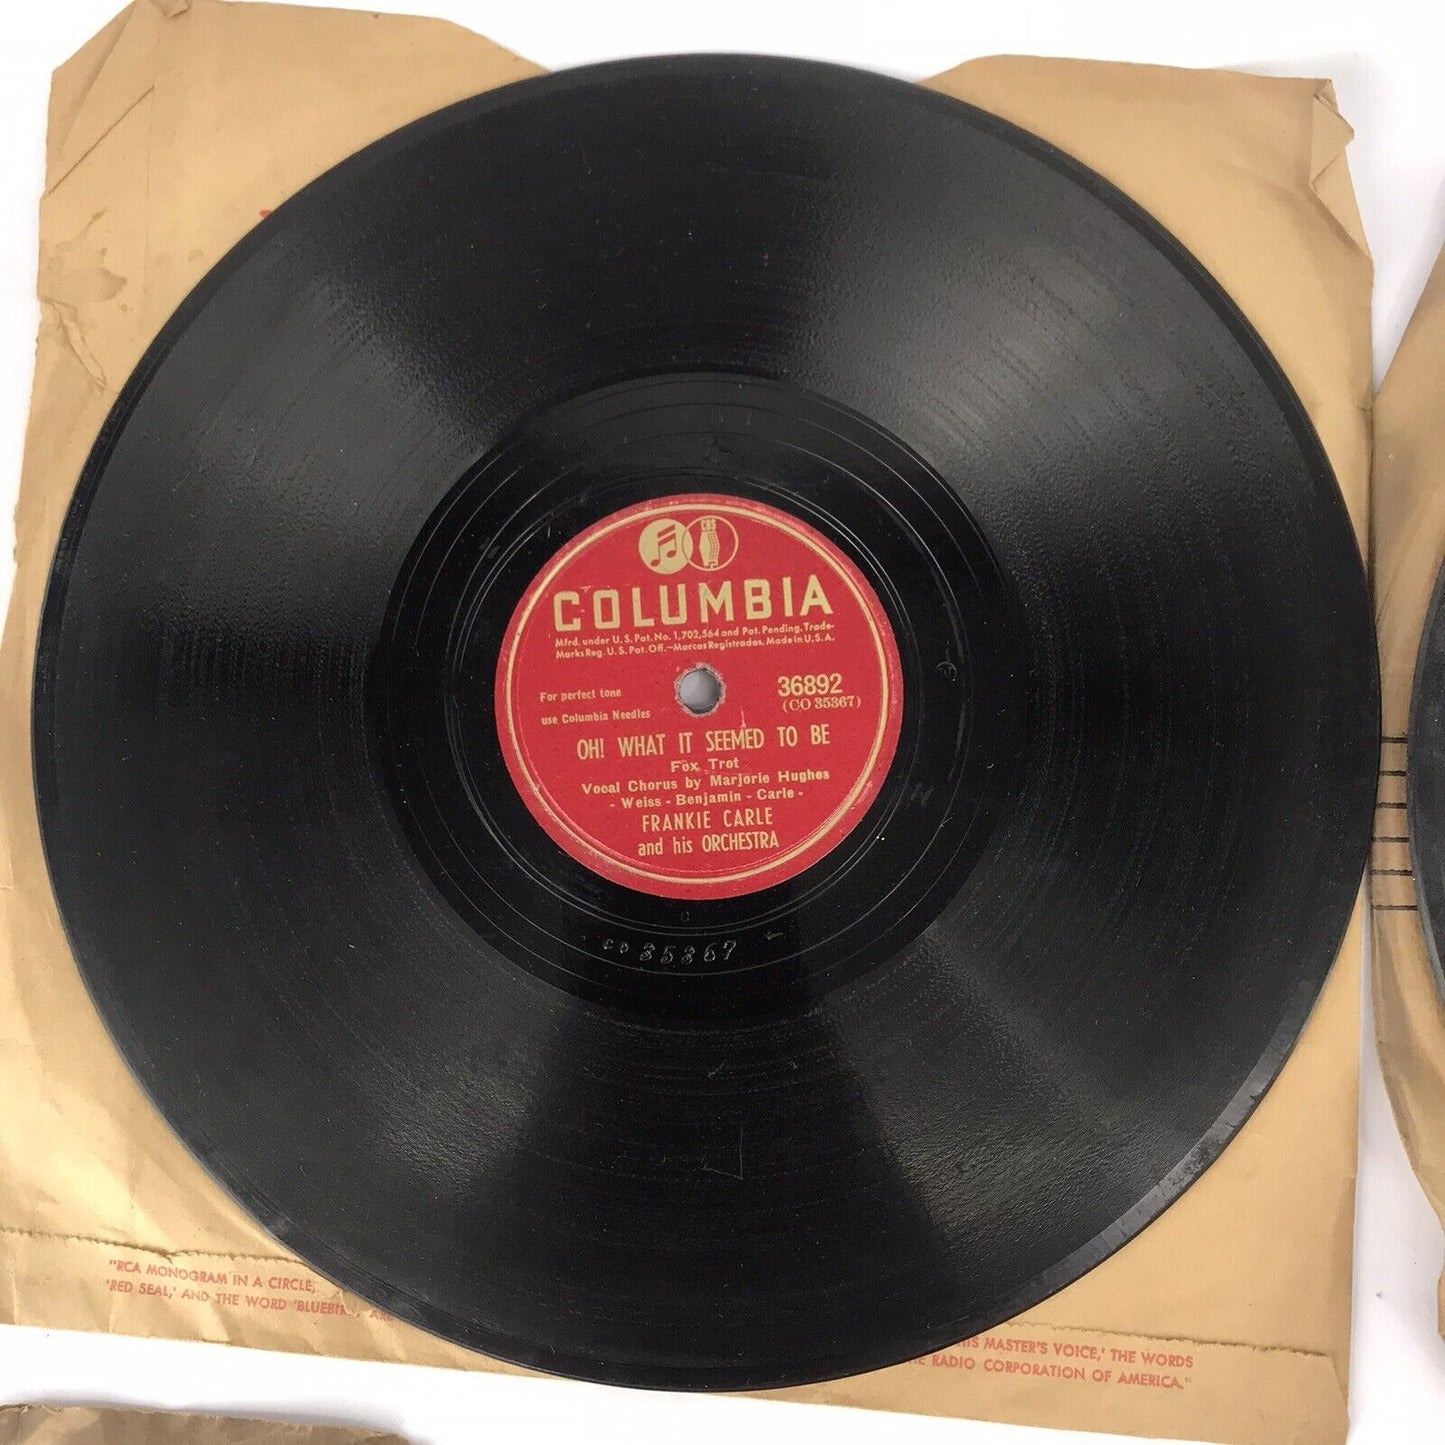 CBS
COLUMBIA
Mfrd. under U.S. Pat. No. 1,702,564 and Pat. Pending. Trade-
Marks Reg. U.S. Pat. Off.—Marcas Registradas. Made in U.S.A.
For perfect tone
use Columbia Needles
36892
(CO 35367)
OH! WHAT IT SEEMED TO BE
Fox Trot
Vocal Chorus by Marjorie Hughes
- Weiss - Benjamin - Carle -
FRANKIE CARLE
and his ORCHESTRA
CO 35367
"RCA MONOGRAM IN A CIRCLE,
'RED SEAL,' AND THE WORD 'BLUEBIRD,' ARE
HIS MASTER'S VOICE,' THE WORDS
RADIO CORPORATION OF AMERICA."